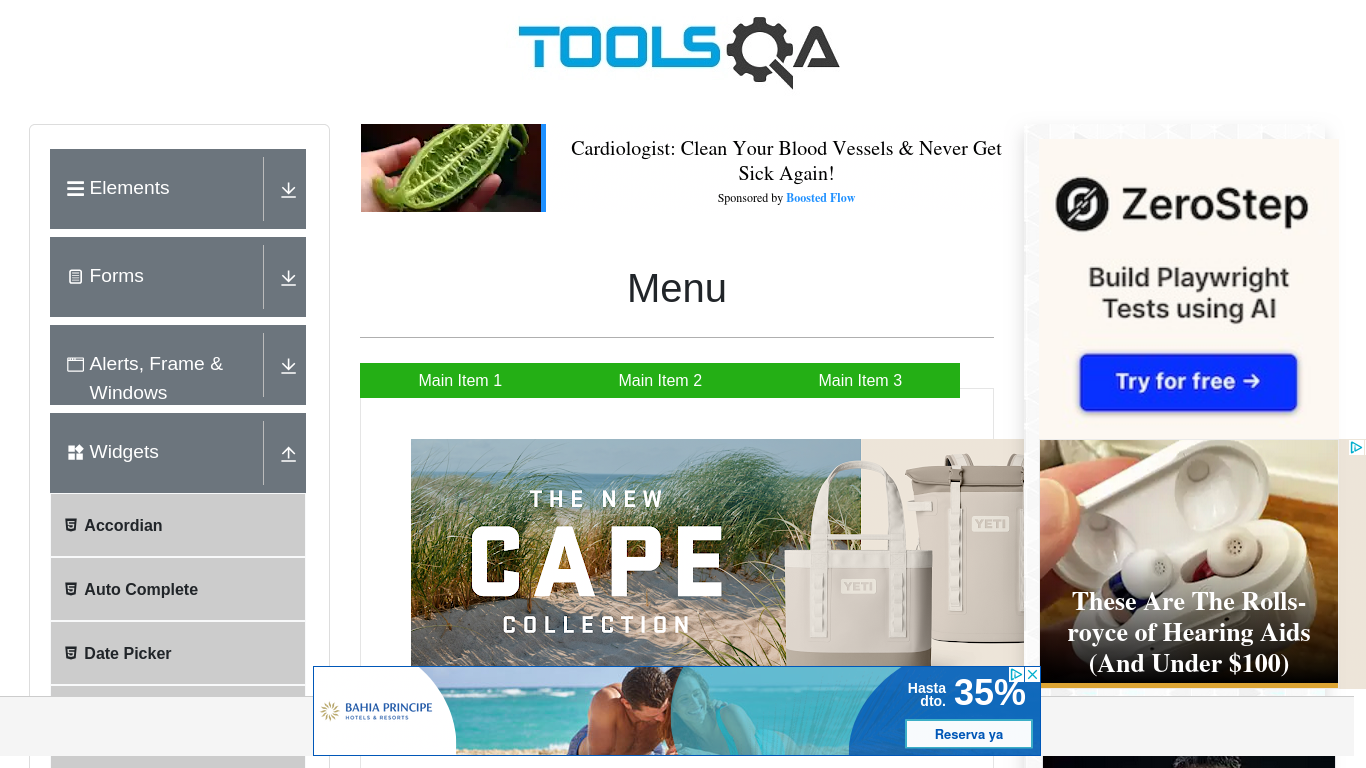 TOOLSQA
Elements
Forms
Alerts, Frame &
Windows
Widgets
Accordian
Auto Complete
Date Picker
Cardiologist: Clean Your Blood Vessels & Never Get
Sick Again!
Sponsored by Boosted Flow
Menu
Main Item 1
Main Item 2
Main Item 3
THE NEW
CAPE
COLLECTION
YETI
YETI
ZeroStep
Build Playwright
Tests using AI
Try for free →
These Are The Rolls-
royce of Hearing Aids
(And Under $100)
BAHIA PRINCIPE
HOTELS & RESORTS
Hasta
dto.
35%
Reserva ya